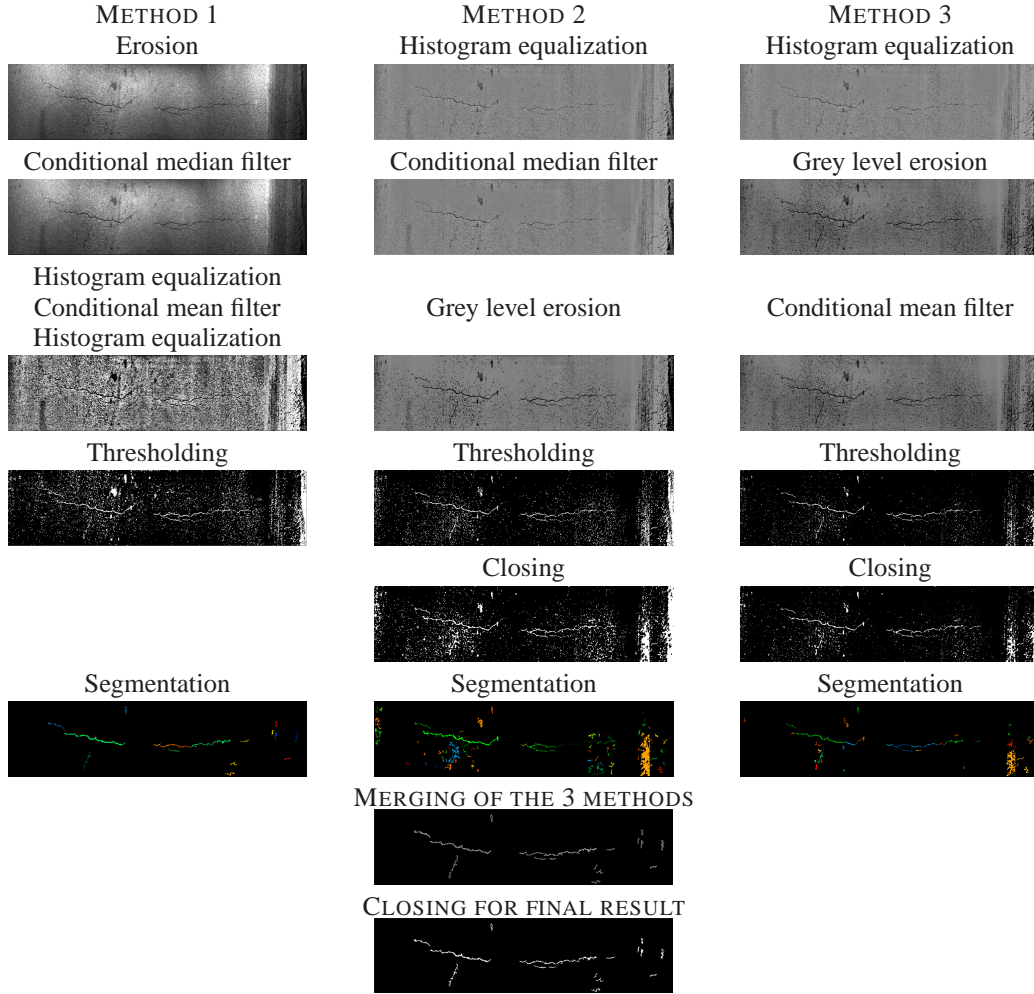 METHOD 1
METHOD 2
METHOD 3
Erosion
Histogram equalization
Histogram equalization
Conditional median filter
Conditional median filter
Grey level erosion
Histogram equalization
Conditional mean filter
Histogram equalization
Grey level erosion
Conditional mean filter
Thresholding
Thresholding
Thresholding
Closing
Closing
Segmentation
Segmentation
Segmentation
MERGING OF THE 3 METHODS
CLOSING FOR FINAL RESULT